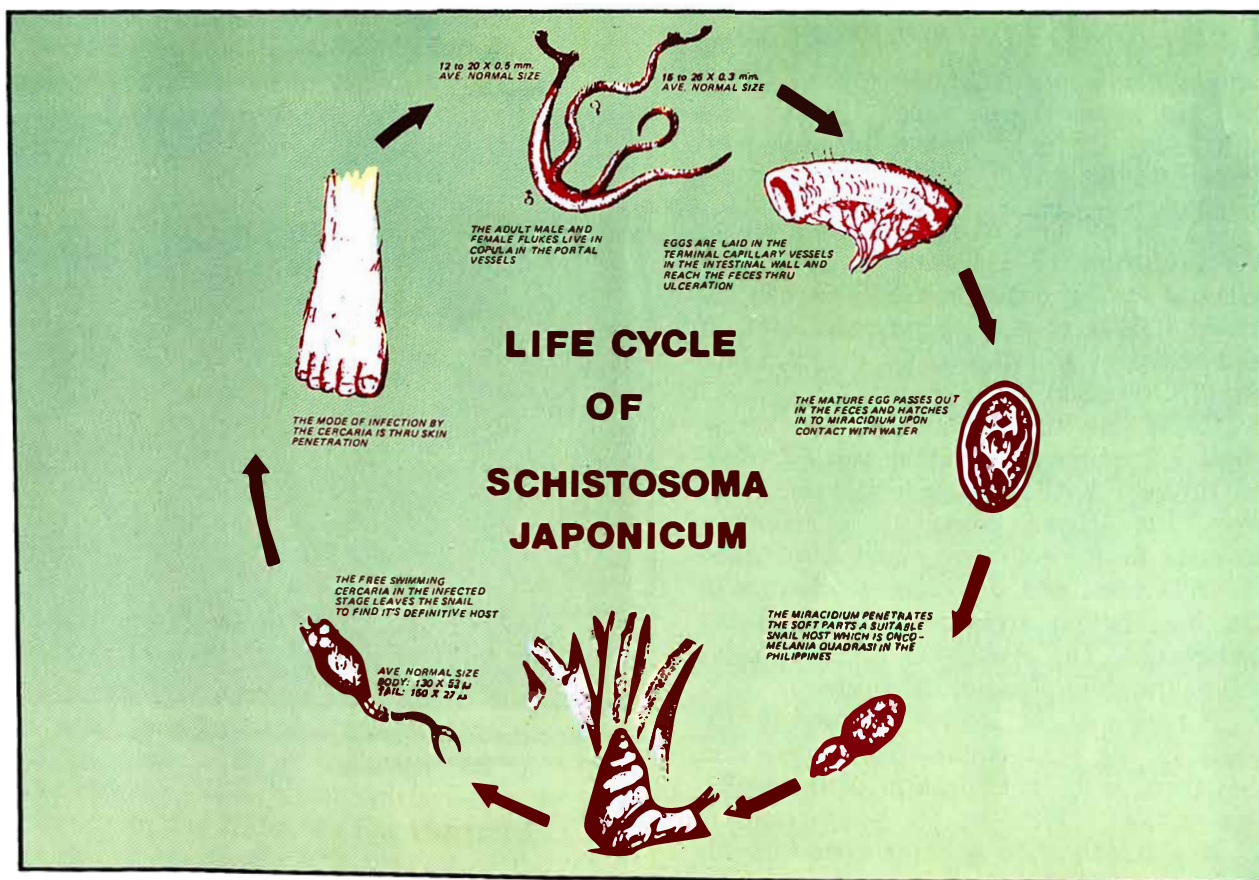 12 to 20 X 0.5 mm.
AVE. NORMAL SIZE
15 to 26 X 0.3 mm.
AVE. NORMAL SIZE
♀
♂
THE ADULT MALE AND
FEMALE FLUKES LIVE IN
COPULA IN THE PORTAL
VESSELS
EGGS ARE LAID IN THE
TERMINAL CAPILLARY VESSELS
IN THE INTESTINAL WALL AND
REACH THE FECES THRU
ULCERATION
LIFE CYCLE
OF
SCHISTOSOMA
JAPONICUM
THE MATURE EGG PASSES OUT
IN THE FECES AND HATCHES
IN TO MIRACIDIUM UPON
CONTACT WITH WATER
THE MIRACIDIUM PENETRATES
THE SOFT PARTS A SUITABLE
SNAIL HOST WHICH IS ONCO-
MELANIA QUADRASI IN THE
PHILIPPINES
THE FREE SWIMMING
CERCARIA IN THE INFECTED
STAGE LEAVES THE SNAIL
TO FIND IT'S DEFINITIVE HOST
AVE. NORMAL SIZE
BODY: 130 X 53 µ
TAIL: 160 X 27 µ
THE MODE OF INFECTION BY
THE CERCARIA IS THRU SKIN
PENETRATION